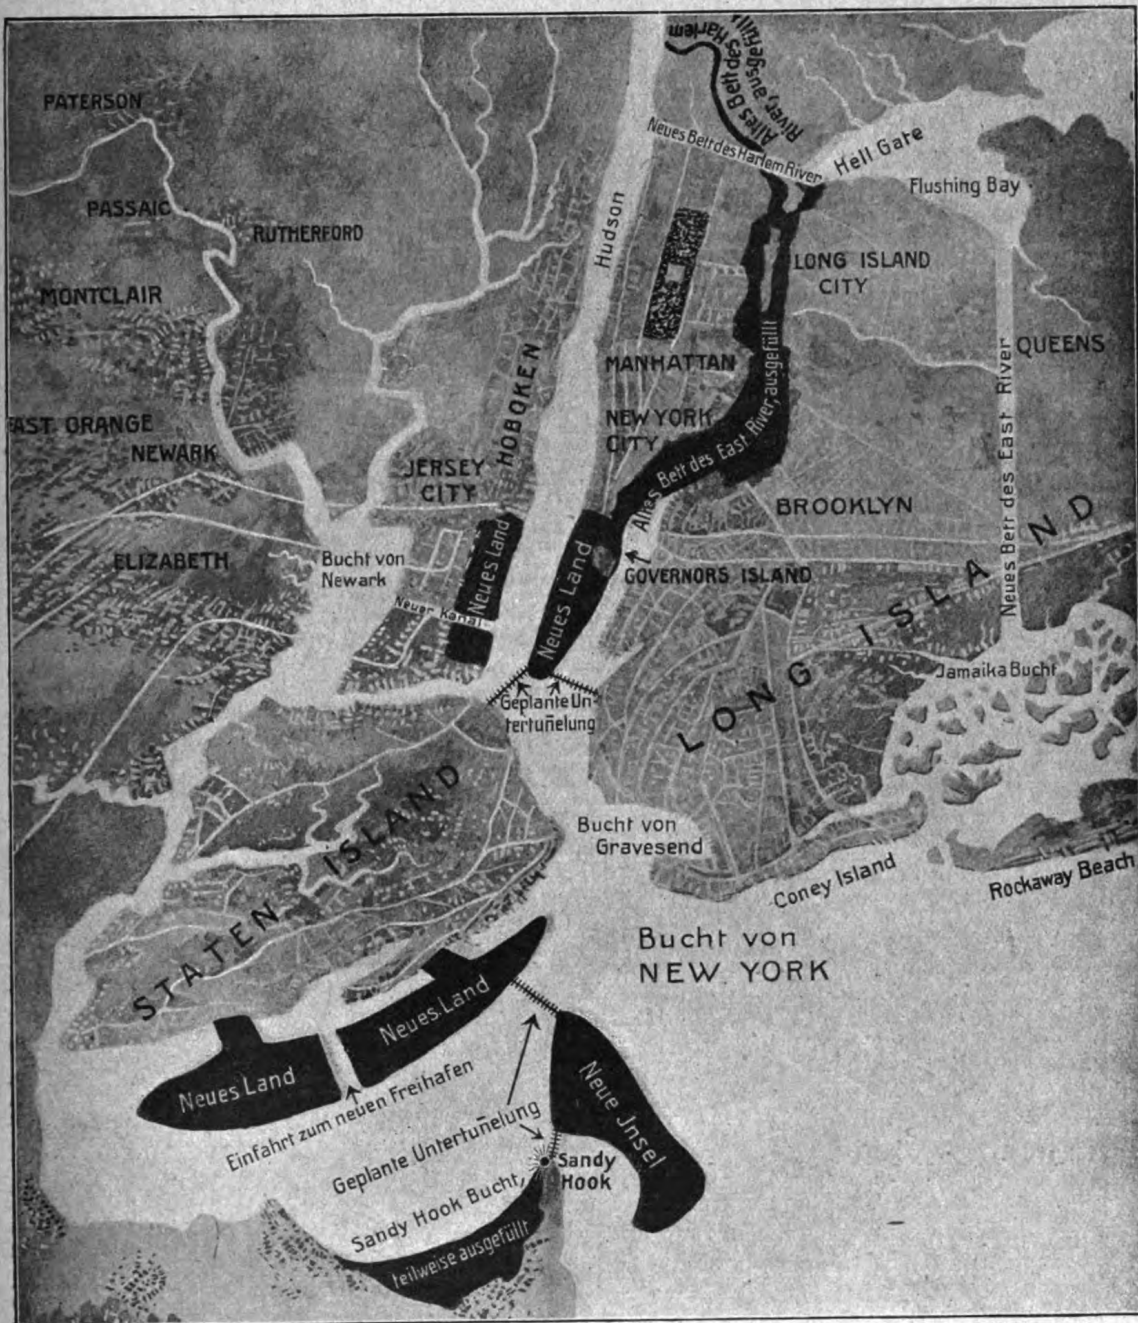 Altes Bett des Harlem
River, ausgefüllt
PATERSON
Neues Bett des Harlem River
Hell Gate
Flushing Bay
PASSAIC
RUTHERFORD
Hudson
LONG ISLAND
CITY
MONTCLAIR
QUEENS
MANHATTAN
HOBOKEN
NEW YORK
CITY
EAST ORANGE
NEWARK
JERSEY
CITY
Altes Bett des East River, ausgefüllt
Neues Bett des East River
BROOKLYN
ELIZABETH
Bucht von
Newark
Neues Land
Neues Land
GOVERNORS ISLAND
Neuer Kanal
LONG ISLAND
Jamaika Bucht
Geplante Un-
tertuñelung
STATEN ISLAND
Bucht von
Gravesend
Coney Island
Rockaway Beach
Bucht von
NEW YORK
Neues Land
Neues Land
Einfahrt zum neuen Freihafen
Geplante Untertuñelung
Neue Jnsel
Sandy
Hook
Sandy Hook Bucht,
teilweise ausgefüllt